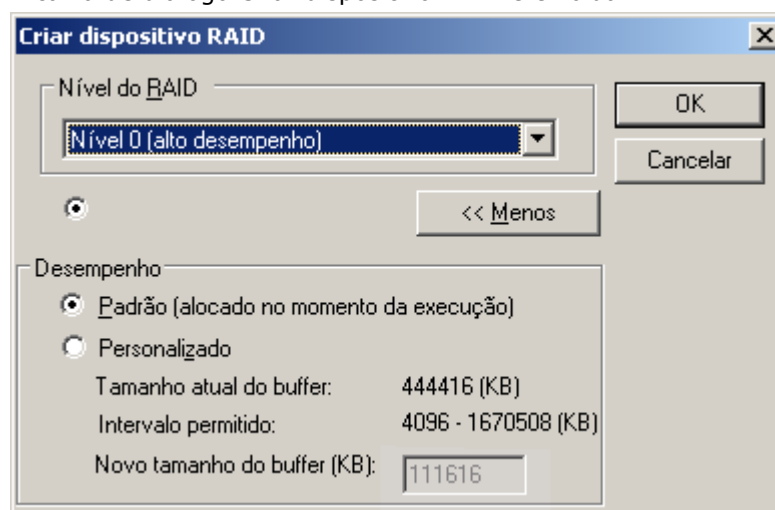 Criar dispositivo RAID
Nível do RAID
Nível 0 (alto desempenho)
OK
Cancelar
<< Menos
Desempenho
Padrão (alocado no momento da execução)
Personalizado
Tamanho atual do buffer: 444416 (KB)
Intervalo permitido: 4096 - 1670508 (KB)
Novo tamanho do buffer (KB): 111616